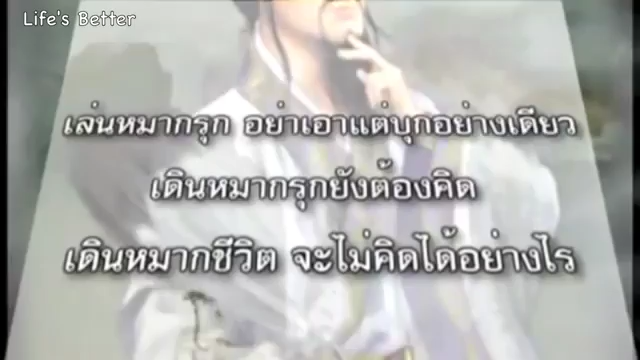 Life's Better
เล่นหมากรุก อย่าเอาแต่บุกอย่างเดียว
เดินหมากรุกยังต้องคิด
เดินหมากชีวิต จะไม่คิดได้อย่างไร